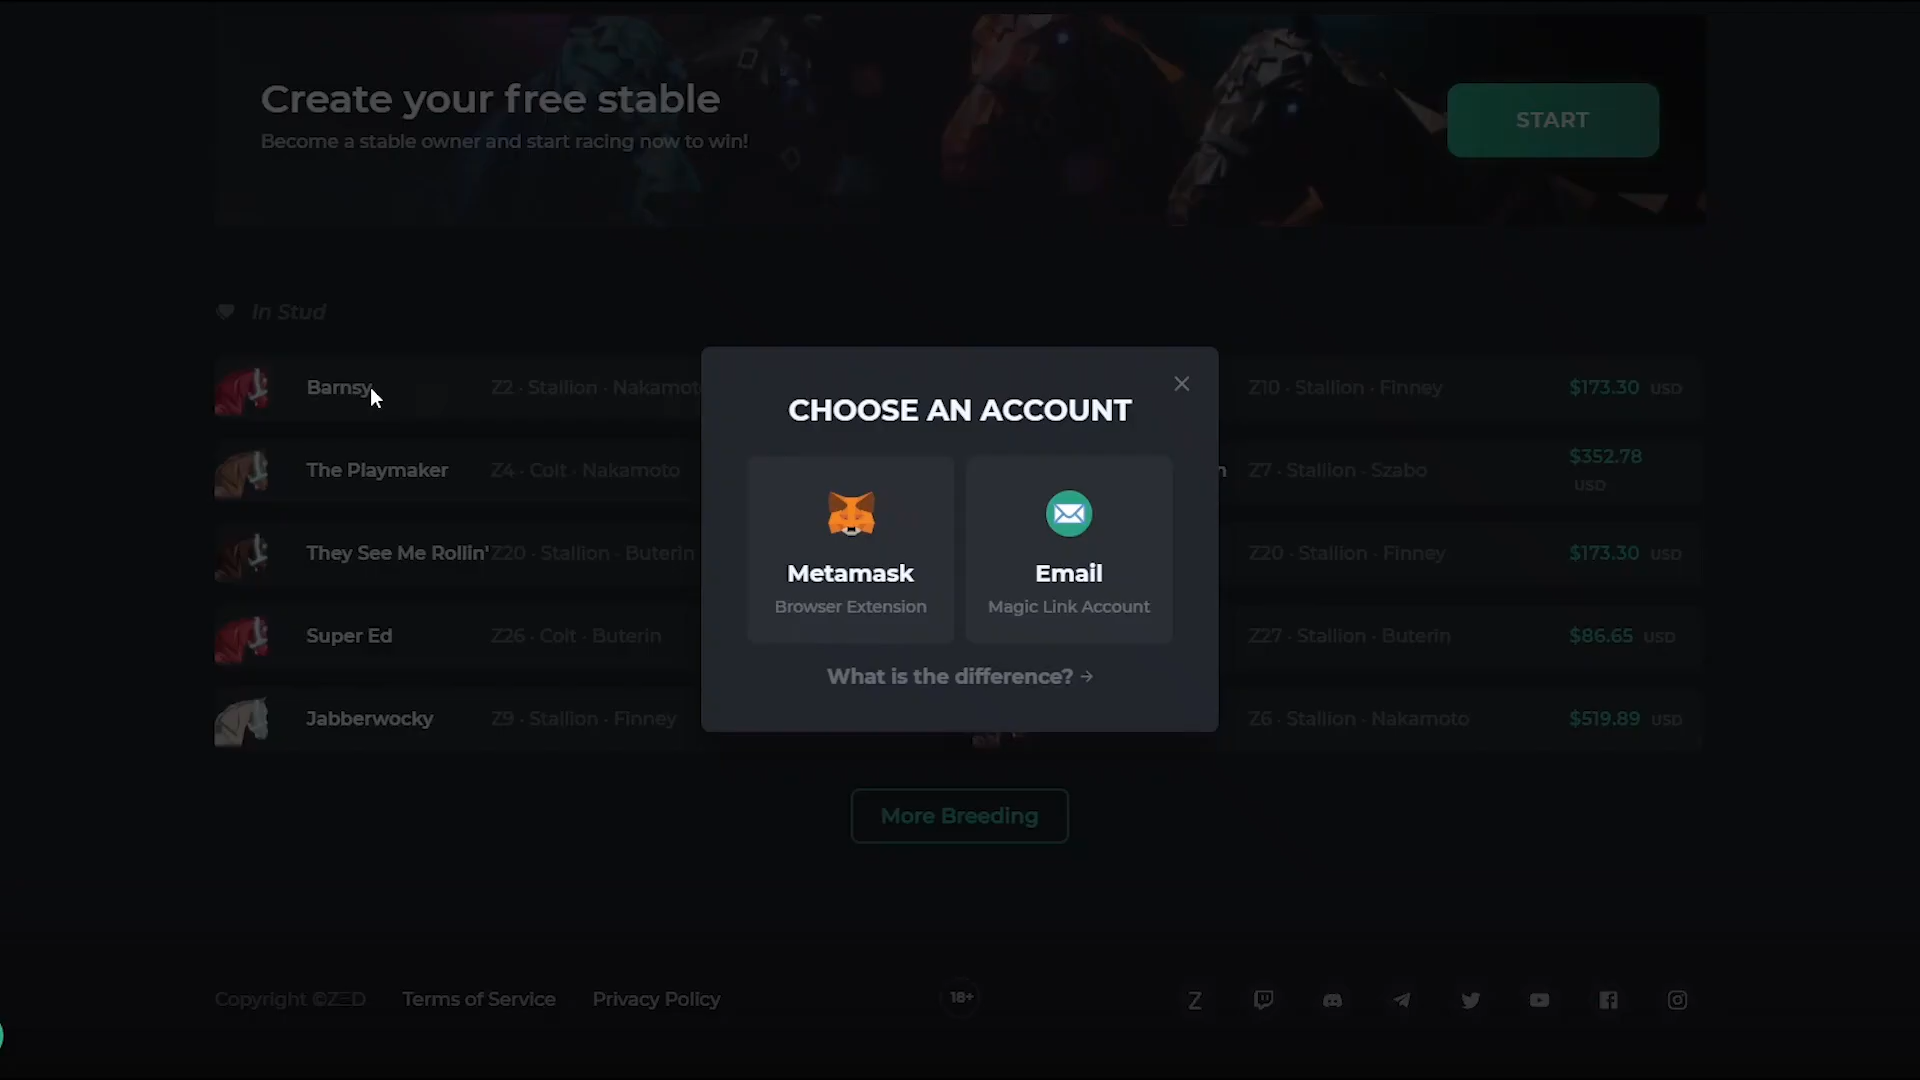 Create your free stable
Become a stable owner and start racing now to win!
START
In Stud
CHOOSE AN ACCOUNT
Metamask
Browser Extension
Email
Magic Link Account
What is the difference? →
Barnsy Z2 · Stallion · Nakamot
Z10 · Stallion · Finney $173.30 USD
The Playmaker Z4 · Colt · Nakamoto
Z7 · Stallion · Szabo $352.78
USD
They See Me Rollin' Z20 · Stallion · Buterin
Z20 · Stallion · Finney $173.30 USD
Super Ed Z26 · Colt · Buterin
Z27 · Stallion · Buterin $86.65 USD
Jabberwocky Z9 · Stallion · Finney
Z6 · Stallion · Nakamoto $519.89 USD
More Breeding
Copyright ©ZED Terms of Service Privacy Policy 18+